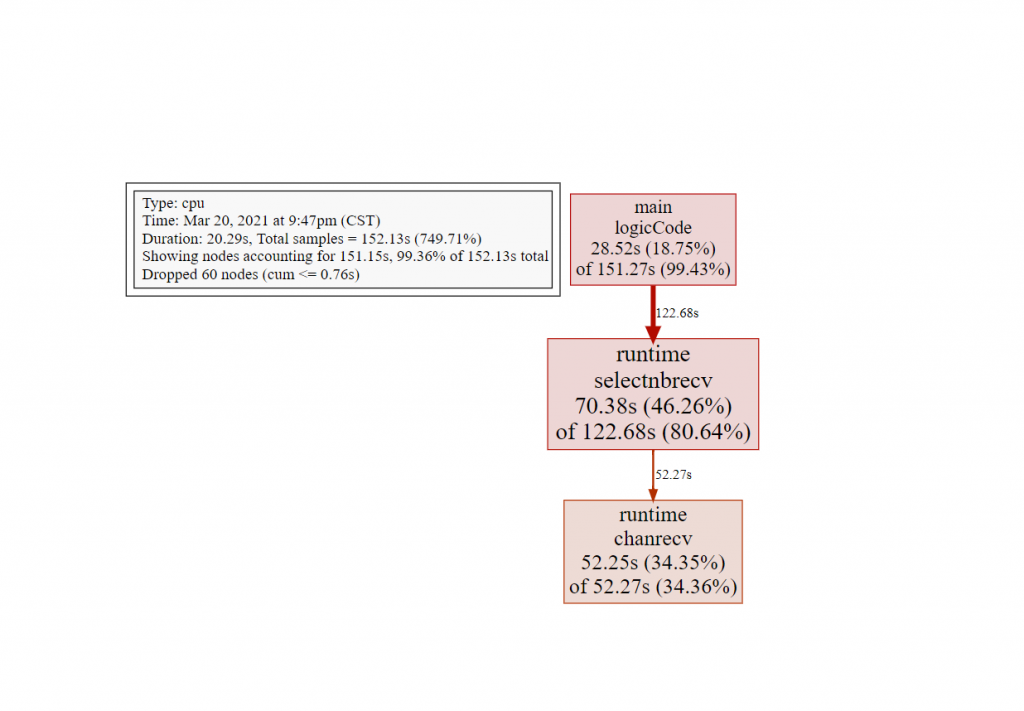 Type: cpu
Time: Mar 20, 2021 at 9:47pm (CST)
Duration: 20.29s, Total samples = 152.13s (749.71%)
Showing nodes accounting for 151.15s, 99.36% of 152.13s total
Dropped 60 nodes (cum <= 0.76s)
main
logicCode
28.52s (18.75%)
of 151.27s (99.43%)
122.68s
runtime
selectnbrecv
70.38s (46.26%)
of 122.68s (80.64%)
52.27s
runtime
chanrecv
52.25s (34.35%)
of 52.27s (34.36%)